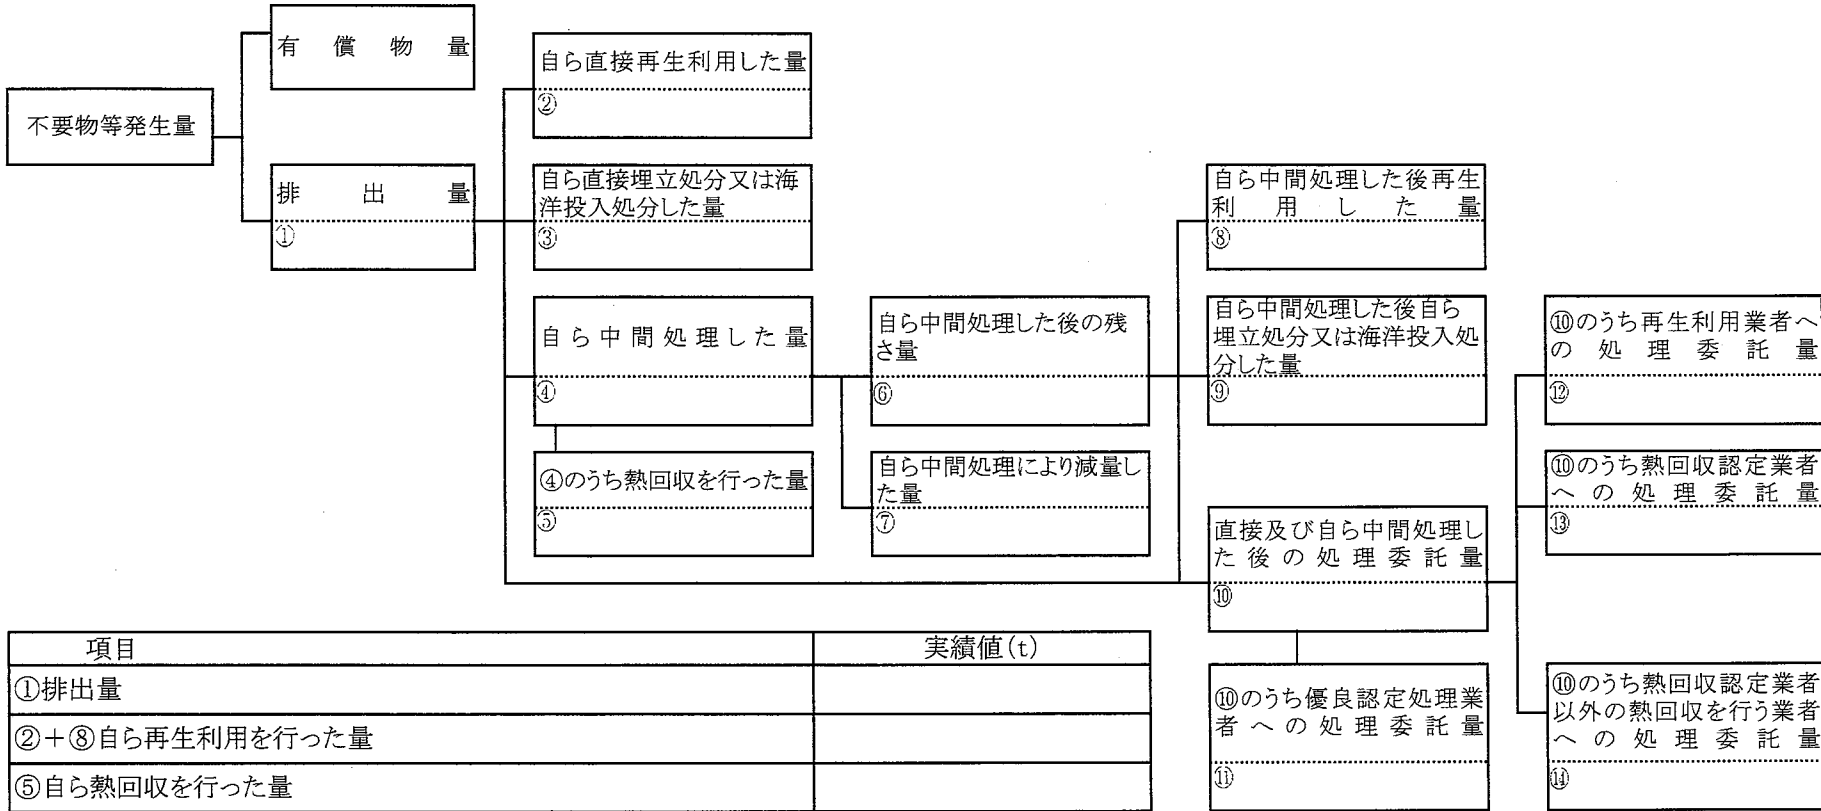 有償物量
不要物等発生量
排出量
①
自ら直接再生利用した量
②
自ら直接埋立処分又は海
洋投入処分した量
③
自ら中間処理した量
④
④のうち熱回収を行った量
⑤
自ら中間処理した後の残
さ量
⑥
自ら中間処理により減量し
た量
⑦
自ら中間処理した後再生
利用した量
⑧
自ら中間処理した後自ら
埋立処分又は海洋投入処
分した量
⑨
直接及び自ら中間処理し
た後の処理委託量
⑩
⑩のうち優良認定処理業
者への処理委託量
⑪
⑩のうち再生利用業者へ
の処理委託量
⑫
⑩のうち熱回収認定業者
への処理委託量
⑬
⑩のうち熱回収認定業者
以外の熱回収を行う業者
への処理委託量
⑭
項目 実績値(t)
①排出量
②＋⑧自ら再生利用を行った量
⑤自ら熱回収を行った量